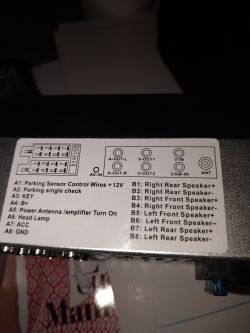 A-OUT-L V-OUT1 VTN
AV-IN
A-OUT-R V-OUT2 CAM-IN ANT
A1: Parking Sensor Control Wires + 12V
A2: Parking single check
A3: KEY
A4: B+
A5: Power Antenna /amplifier Turn On
A6: Head Lamp
A7: ACC
A8: GND
B1: Right Rear Speaker+
B2: Right Rear Speaker-
B3: Right Front Speaker+
B4: Right Front Speaker-
B5: Left Front Speaker+
B6: Left Front Speaker-
B7: Left Rear Speaker+
B8: Left Rear Speaker-